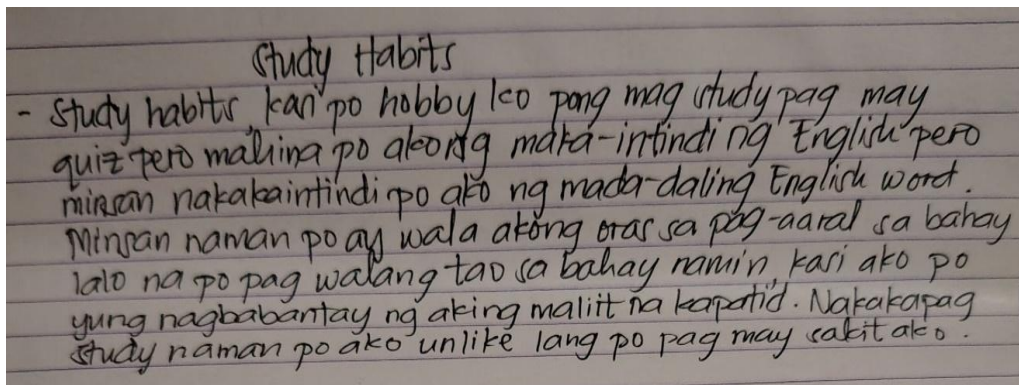 Study Habits
- Study habits, kasi po hobby ko pong mag study pag may
quiz pero mahina po akong maka-intindi ng English pero
minsan nakakaintindi po ako ng mada-daling English word.
Minsan naman po ay wala akong oras sa pag-aaral sa bahay
lalo na po pag walang tao sa bahay namin, kasi ako po
yung nagbabantay ng aking maliit na kapatid. Nakakapag
study naman po ako unlike lang po pag may sakit ako.